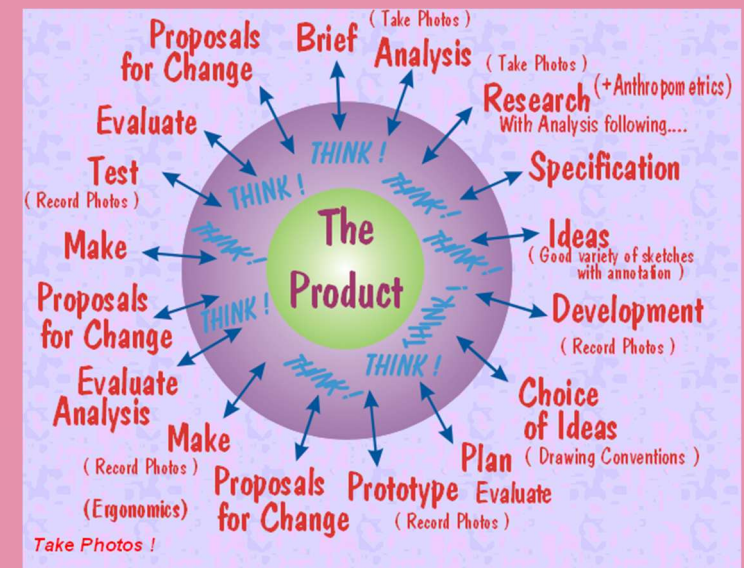 Brief
( Take Photos )
Analysis
( Take Photos )
Research (+Anthropometrics)
With Analysis following....
Specification
Ideas
( Good variety of sketches
with annotation )
Development
( Record Photos )
Choice
of Ideas
( Drawing Conventions )
Plan
Evaluate
Prototype
( Record Photos )
Proposals
for Change
Make
( Record Photos )
(Ergonomics)
Evaluate
Analysis
Proposals
for Change
Make
Test
( Record Photos )
Evaluate
Proposals
for Change
THINK !
THINK !
THINK !
THINK !
THINK !
THINK !
THINK !
THINK !
THINK !
The
Product
Take Photos !